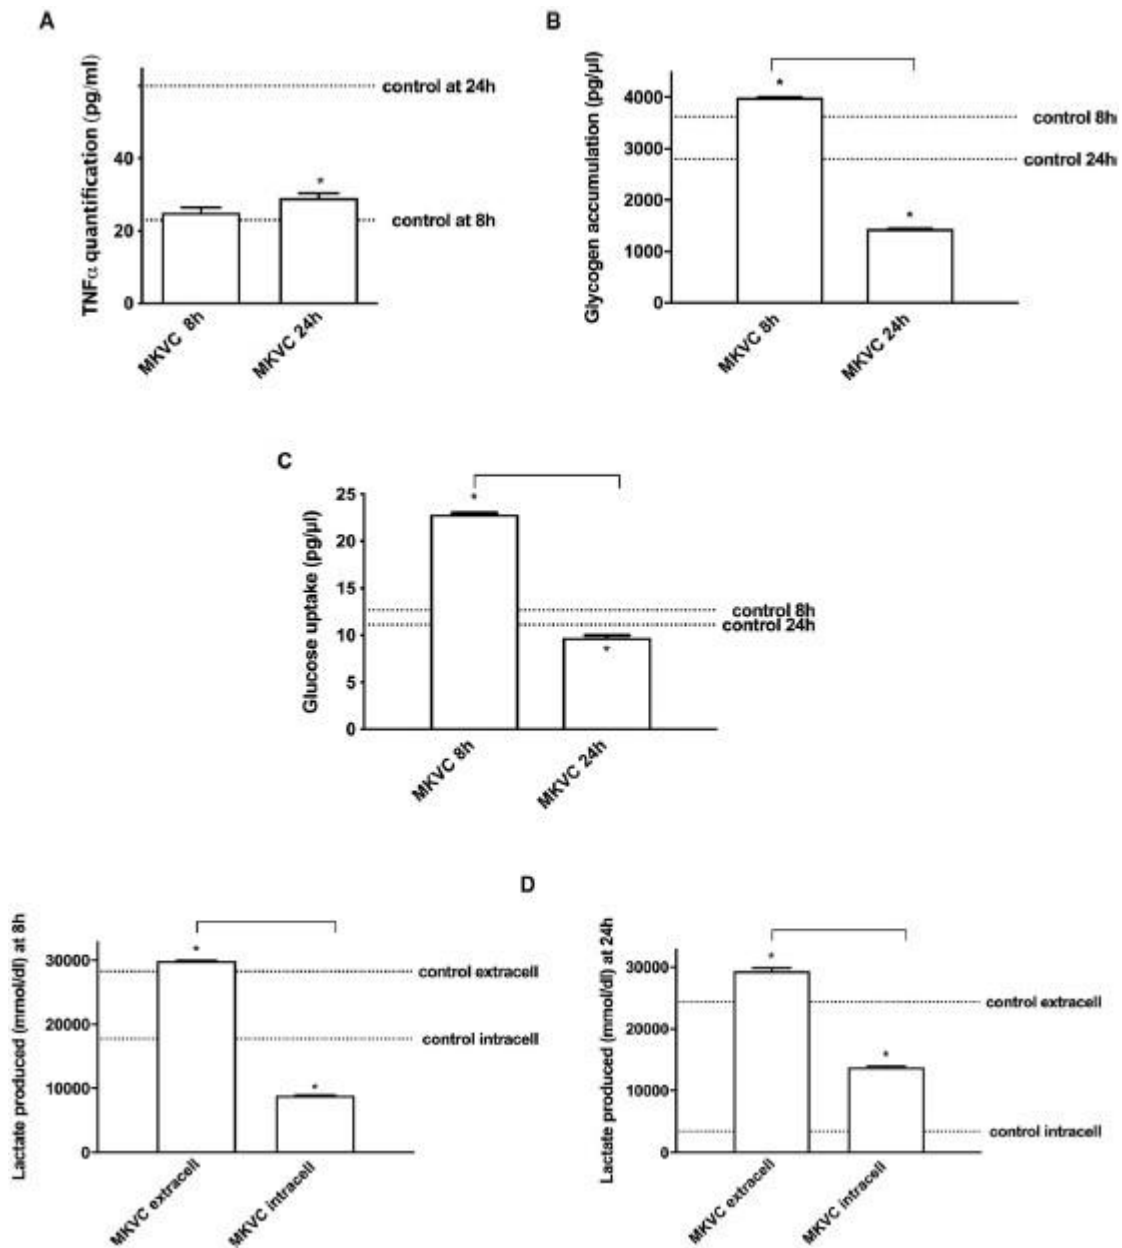 A
TNFα quantification (pg/ml)
40
20
0
control at 24h
control at 8h
*
MKVC 8h
MKVC 24h
B
Glycogen accumulation (pg/µl)
4000
3000
2000
1000
0
*
*
control 8h
control 24h
MKVC 8h
MKVC 24h
C
Glucose uptake (pg/µl)
25
20
15
10
5
0
*
*
control 8h
control 24h
MKVC 8h
MKVC 24h
D
Lactate produced (mmol/dl) at 8h
30000
20000
10000
0
*
*
control extracell
control intracell
MKVC extracell
MKVC intracell
Lactate produced (mmol/dl) at 24h
30000
20000
10000
0
*
*
control extracell
control intracell
MKVC extracell
MKVC intracell